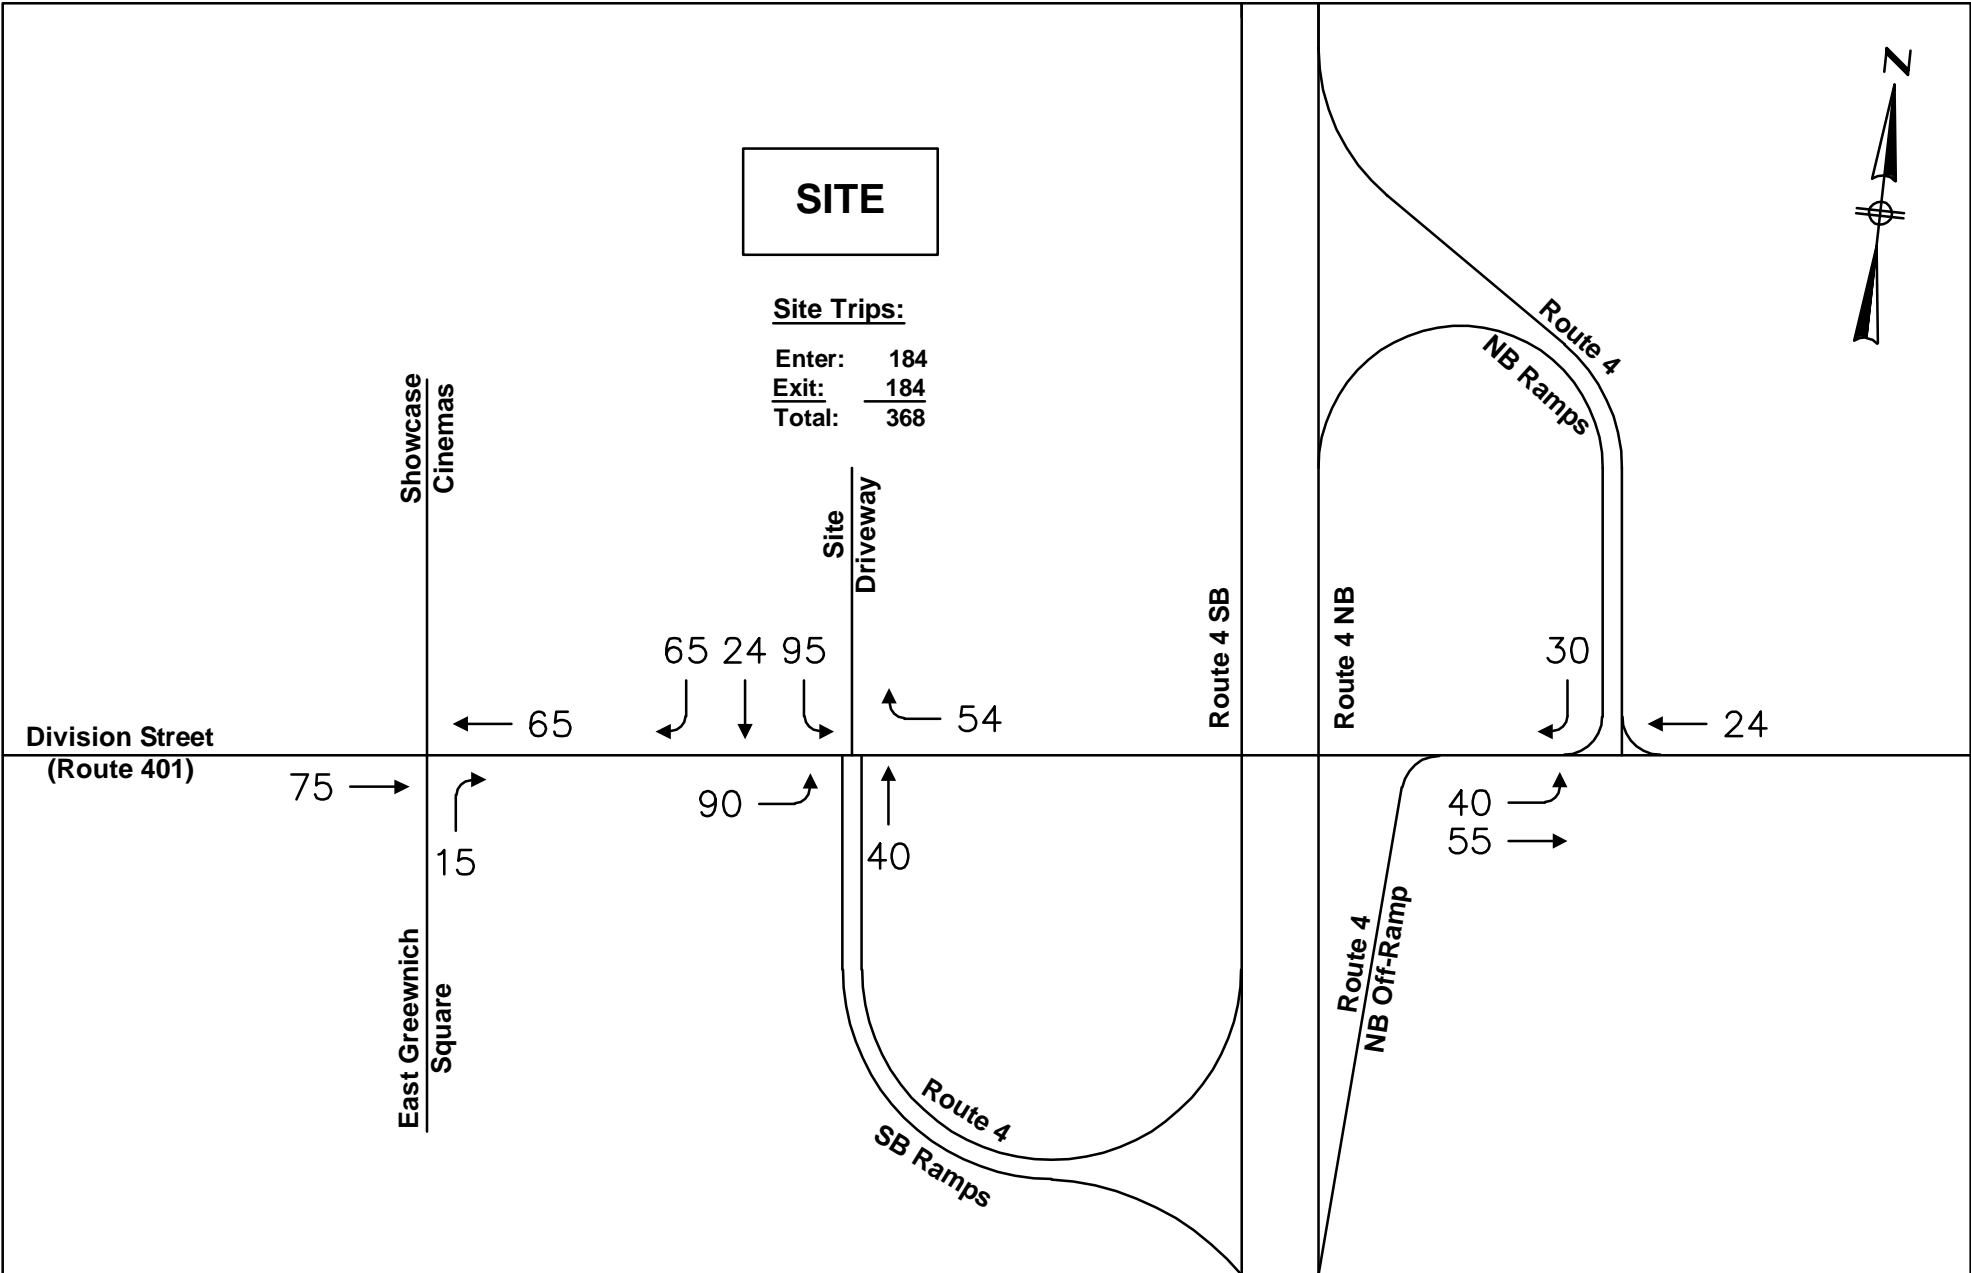 N
SITE
Site Trips:
Enter: 184
Exit: 184
Total: 368
Showcase
Cinemas
Site
Driveway
Route 4 SB
Route 4 NB
Route 4
NB Ramps
65 24 95
54
30
24
65
Division Street
(Route 401)
75
15
90
40
40
55
East Greewnich
Square
Route 4
SB Ramps
Route 4
NB Off-Ramp